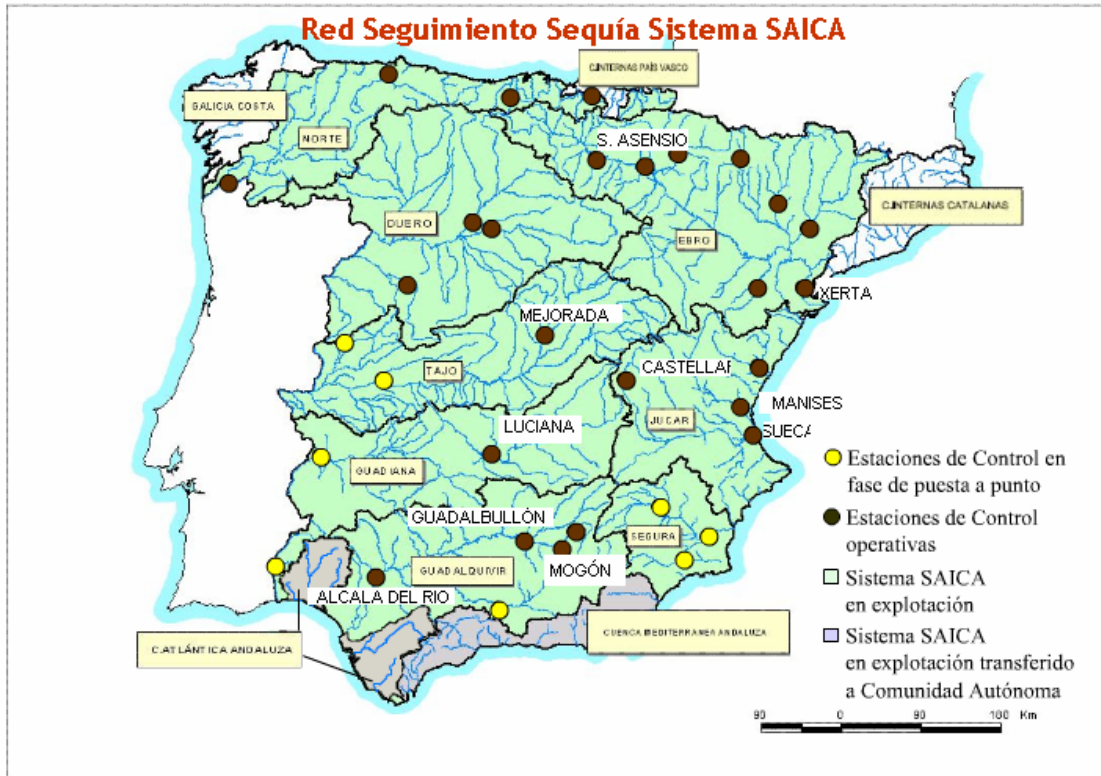 Red Seguimiento Sequía Sistema SAICA
C.INTERNAS PAÍS VASCO
GALICIA COSTA
NORTE
S. ASENSIO
C.INTERNAS CATALANAS
DUERO
EBRO
XERTA
MEJORADA
TAJO
CASTELLAR
MANISES
JUCAR
SUECA
LUCIANA
GUADIANA
GUADALBULLÓN
SEGURA
MOGÓN
GUADALQUIVIR
ALCALA DEL RIO
C.ATLÁNTICA ANDALUZA
CUENCA MEDITERRANEA ANDALUZA
Estaciones de Control en
fase de puesta a punto
Estaciones de Control
operativas
Sistema SAICA
en explotación
Sistema SAICA
en explotación transferido
a Comunidad Autónoma
90 0 90 180 Km